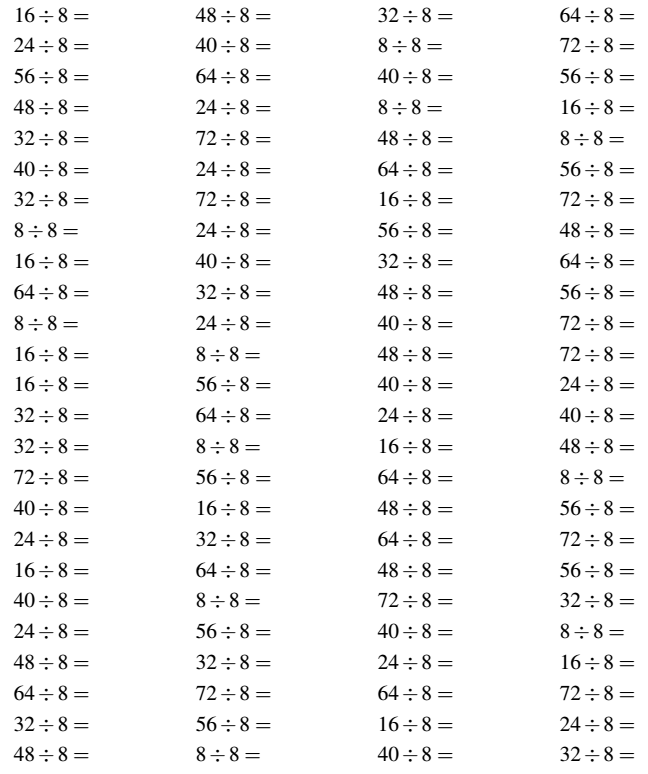 16 ÷ 8 = 48 ÷ 8 = 32 ÷ 8 = 64 ÷ 8 =
24 ÷ 8 = 40 ÷ 8 = 8 ÷ 8 = 72 ÷ 8 =
56 ÷ 8 = 64 ÷ 8 = 40 ÷ 8 = 56 ÷ 8 =
48 ÷ 8 = 24 ÷ 8 = 8 ÷ 8 = 16 ÷ 8 =
32 ÷ 8 = 72 ÷ 8 = 48 ÷ 8 = 8 ÷ 8 =
40 ÷ 8 = 24 ÷ 8 = 64 ÷ 8 = 56 ÷ 8 =
32 ÷ 8 = 72 ÷ 8 = 16 ÷ 8 = 72 ÷ 8 =
8 ÷ 8 = 24 ÷ 8 = 56 ÷ 8 = 48 ÷ 8 =
16 ÷ 8 = 40 ÷ 8 = 32 ÷ 8 = 64 ÷ 8 =
64 ÷ 8 = 32 ÷ 8 = 48 ÷ 8 = 56 ÷ 8 =
8 ÷ 8 = 24 ÷ 8 = 40 ÷ 8 = 72 ÷ 8 =
16 ÷ 8 = 8 ÷ 8 = 48 ÷ 8 = 72 ÷ 8 =
16 ÷ 8 = 56 ÷ 8 = 40 ÷ 8 = 24 ÷ 8 =
32 ÷ 8 = 64 ÷ 8 = 24 ÷ 8 = 40 ÷ 8 =
32 ÷ 8 = 8 ÷ 8 = 16 ÷ 8 = 48 ÷ 8 =
72 ÷ 8 = 56 ÷ 8 = 64 ÷ 8 = 8 ÷ 8 =
40 ÷ 8 = 16 ÷ 8 = 48 ÷ 8 = 56 ÷ 8 =
24 ÷ 8 = 32 ÷ 8 = 64 ÷ 8 = 72 ÷ 8 =
16 ÷ 8 = 64 ÷ 8 = 48 ÷ 8 = 56 ÷ 8 =
40 ÷ 8 = 8 ÷ 8 = 72 ÷ 8 = 32 ÷ 8 =
24 ÷ 8 = 56 ÷ 8 = 40 ÷ 8 = 8 ÷ 8 =
48 ÷ 8 = 32 ÷ 8 = 24 ÷ 8 = 16 ÷ 8 =
64 ÷ 8 = 72 ÷ 8 = 64 ÷ 8 = 72 ÷ 8 =
32 ÷ 8 = 56 ÷ 8 = 16 ÷ 8 = 24 ÷ 8 =
48 ÷ 8 = 8 ÷ 8 = 40 ÷ 8 = 32 ÷ 8 =